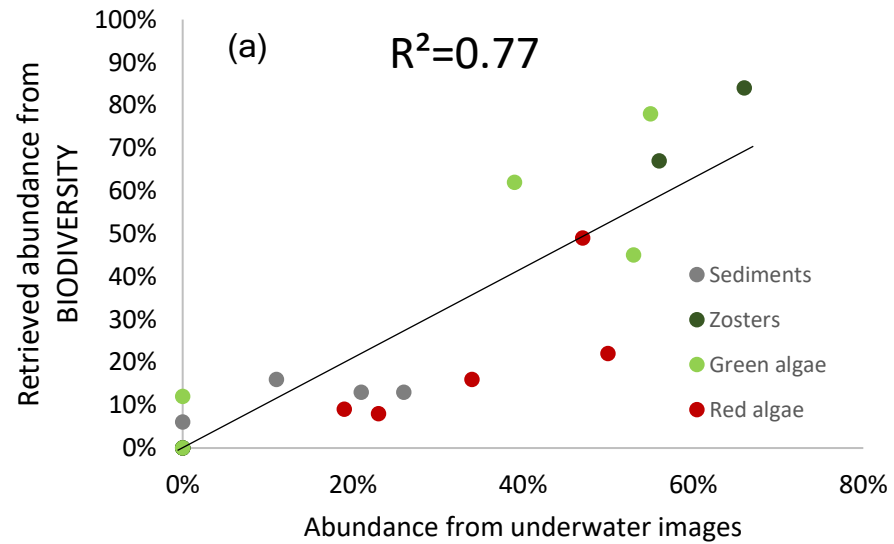 (a)
R²=0.77
100%
90%
80%
70%
60%
50%
40%
30%
20%
10%
0%
Retrieved abundance from
BIODIVERSITY
Sediments
Zosters
Green algae
Red algae
0%
20%
40%
60%
80%
Abundance from underwater images